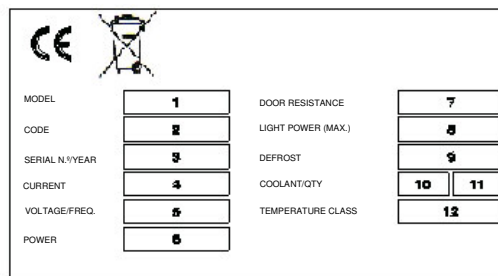 CE
MODEL 1
CODE 2
SERIAL N.º/YEAR 3
CURRENT 4
VOLTAGE/FREQ. 5
POWER 6
DOOR RESISTANCE 7
LIGHT POWER (MAX.) 8
DEFROST 9
COOLANT/QTY 10 11
TEMPERATURE CLASS 12